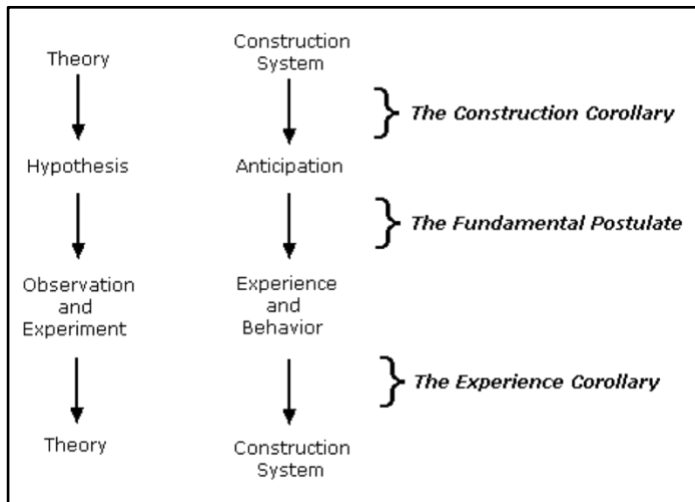 Theory
Construction
System
The Construction Corollary
Hypothesis
Anticipation
The Fundamental Postulate
Observation
and
Experiment
Experience
and
Behavior
The Experience Corollary
Theory
Construction
System